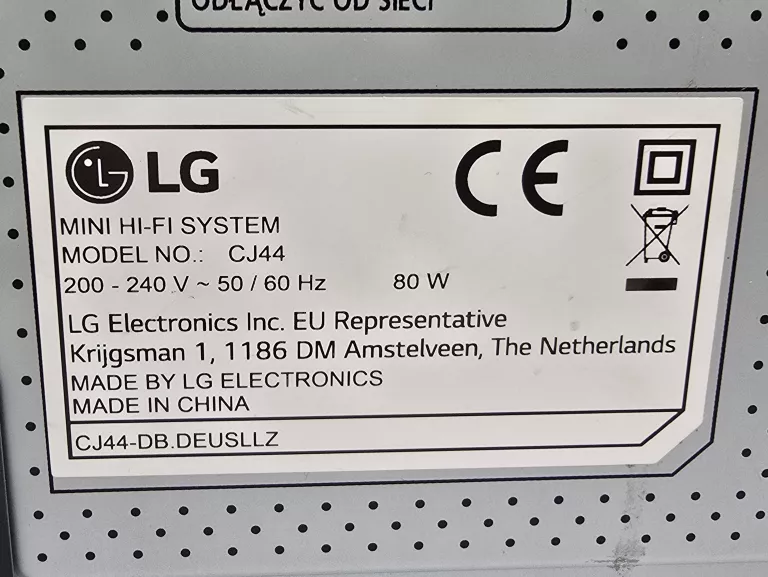 ODŁĄCZYĆ OD SIECI
LG
CE
MINI HI-FI SYSTEM
MODEL NO.: CJ44
200 - 240 V ~ 50 / 60 Hz 80 W
LG Electronics Inc. EU Representative
Krijgsman 1, 1186 DM Amstelveen, The Netherlands
MADE BY LG ELECTRONICS
MADE IN CHINA
CJ44-DB.DEUSLLZ